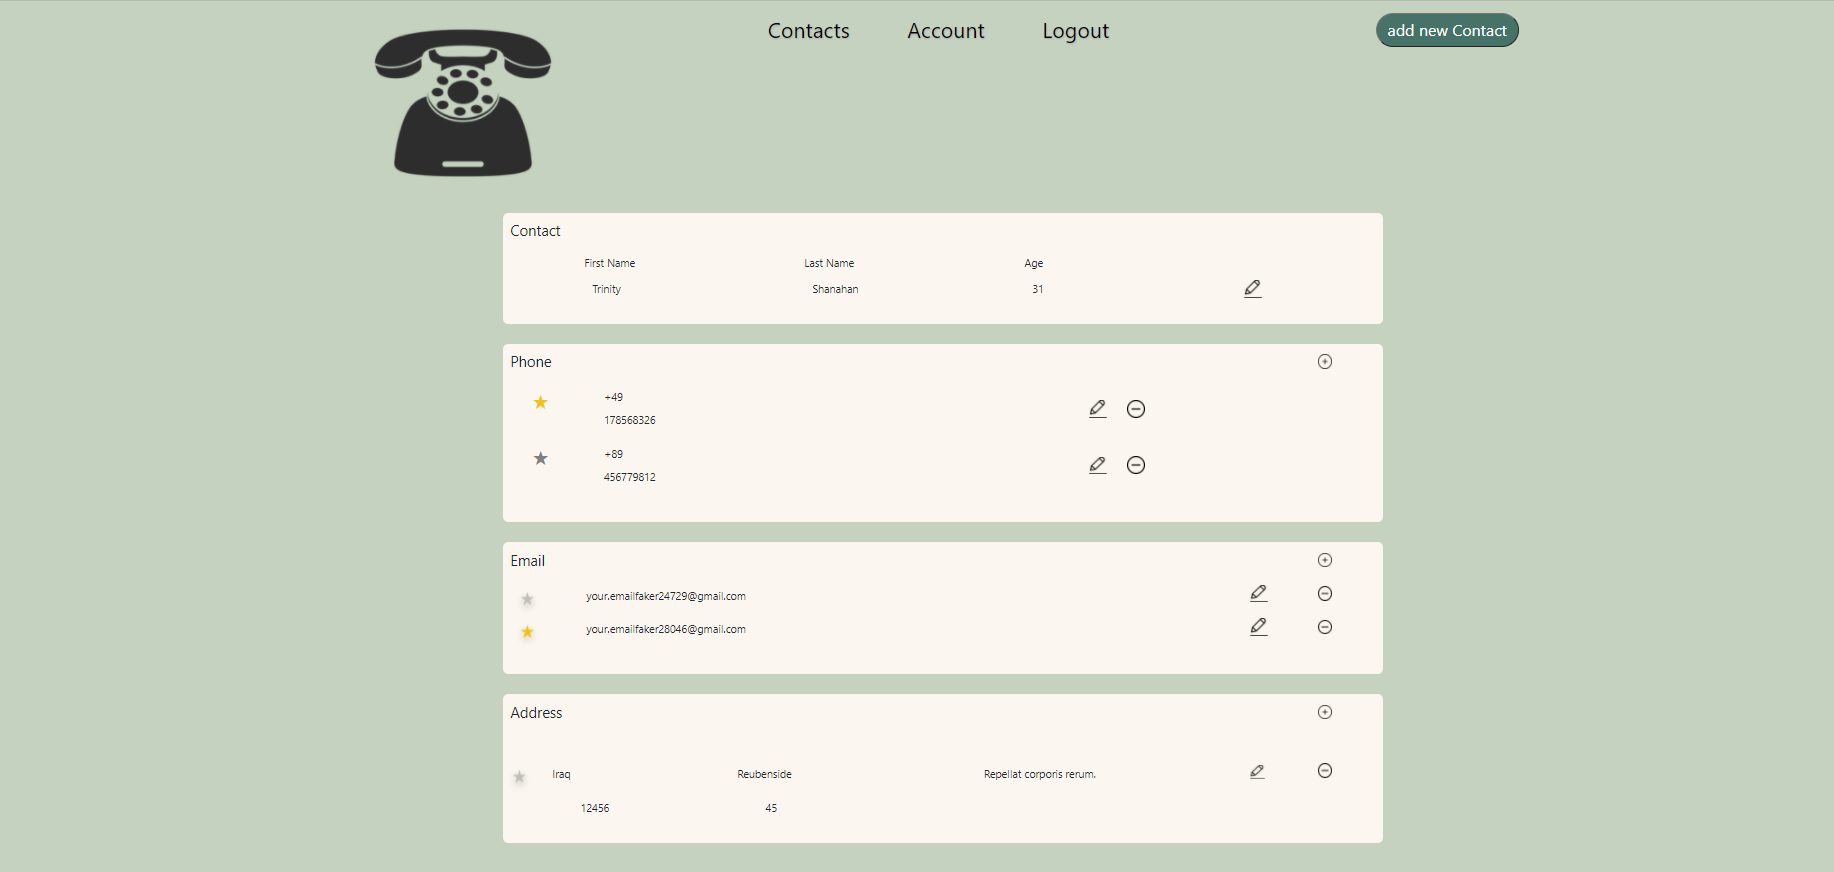 Contacts Account Logout add new Contact
Contact
First Name Last Name Age
Trinity Shanahan 31
Phone
+49
178568326
+89
456779812
Email
your.emailfaker24729@gmail.com
your.emailfaker28046@gmail.com
Address
Iraq Reubenside Repellat corporis rerum.
12456 45